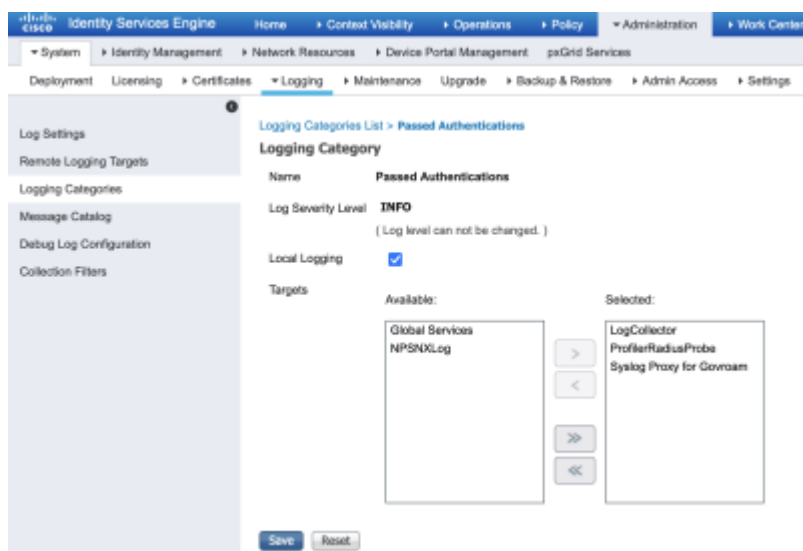 cisco Identity Services Engine Home Context Visibility Operations Policy Administration Work Center
System Identity Management Network Resources Device Portal Management pxGrid Services
Deployment Licensing Certificates Logging Maintenance Upgrade Backup & Restore Admin Access Settings
Log Settings
Remote Logging Targets
Logging Categories
Message Catalog
Debug Log Configuration
Collection Filters
Logging Categories List > Passed Authentications
Logging Category
Name Passed Authentications
Log Severity Level INFO
( Log level can not be changed. )
Local Logging
Targets
Available:
Global Services
NPSNXLog
>
<
≫
≪
Selected:
LogCollector
ProfilerRadiusProbe
Syslog Proxy for Govroam
Save Reset